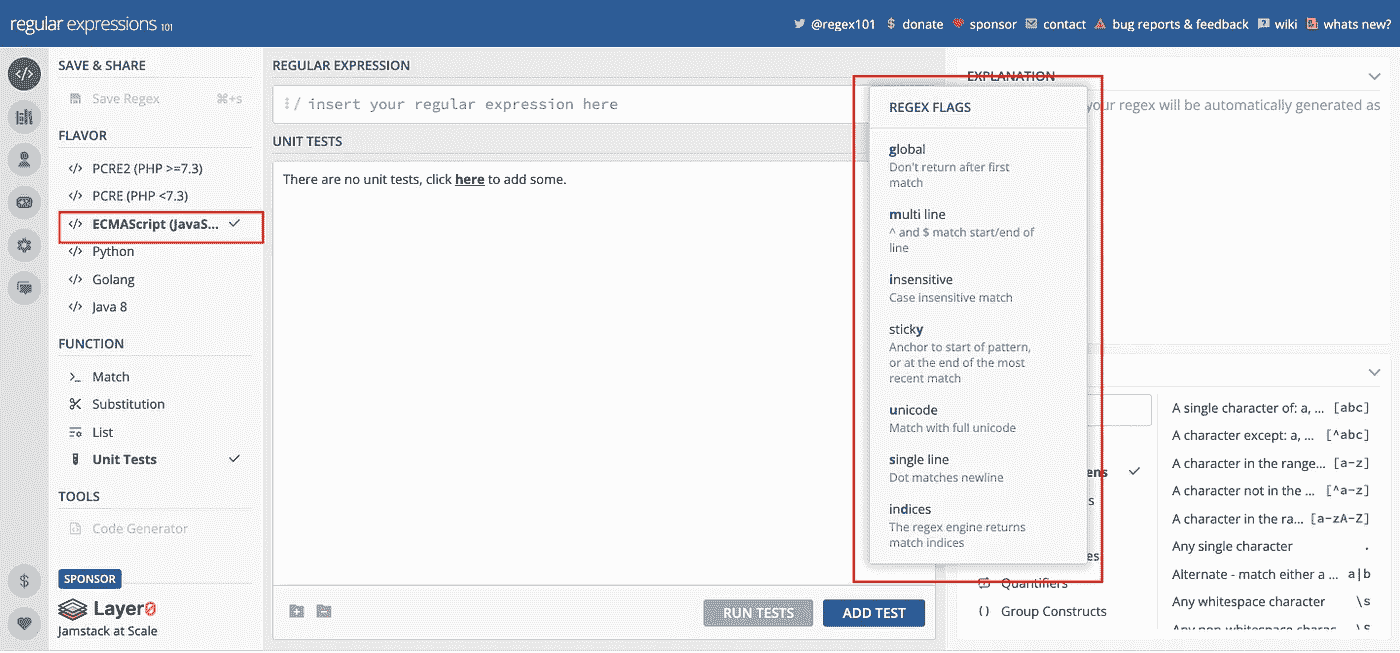 regular expressions 101
@regex101 $ donate sponsor contact bug reports & feedback wiki whats new?
SAVE & SHARE
Save Regex ⌘+s
FLAVOR
</> PCRE2 (PHP >=7.3)
</> PCRE (PHP <7.3)
</> ECMAScript (JavaS...
</> Python
</> Golang
</> Java 8
FUNCTION
>_ Match
Substitution
List
Unit Tests
TOOLS
Code Generator
SPONSOR
Layer0
Jamstack at Scale
REGULAR EXPRESSION
/ insert your regular expression here
UNIT TESTS
There are no unit tests, click here to add some.
RUN TESTS
ADD TEST
EXPLANATION
your regex will be automatically generated as
REGEX FLAGS
global
Don't return after first
match
multi line
^ and $ match start/end of
line
insensitive
Case insensitive match
sticky
Anchor to start of pattern,
or at the end of the most
recent match
unicode
Match with full unicode
single line
Dot matches newline
indices
The regex engine returns
match indices
ens
s
es
Quantifiers
() Group Constructs
A single character of: a, ... [abc]
A character except: a, ... [^abc]
A character in the range... [a-z]
A character not in the ... [^a-z]
A character in the ra... [a-zA-Z]
Any single character .
Alternate - match either a ... a|b
Any whitespace character \s
Any non-whitespace charac... \S